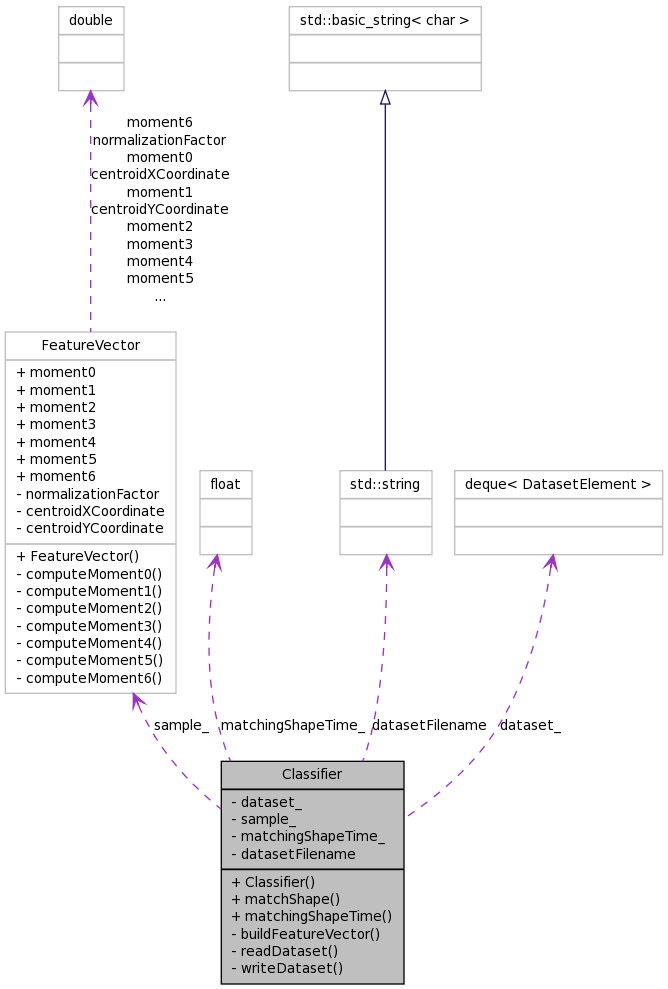 double
std::basic_string< char >
moment6
normalizationFactor
moment0
centroidXCoordinate
moment1
centroidYCoordinate
moment2
moment3
moment4
moment5
...
FeatureVector
+ moment0
+ moment1
+ moment2
+ moment3
+ moment4
+ moment5
+ moment6
- normalizationFactor
- centroidXCoordinate
- centroidYCoordinate
+ FeatureVector()
- computeMoment0()
- computeMoment1()
- computeMoment2()
- computeMoment3()
- computeMoment4()
- computeMoment5()
- computeMoment6()
float
std::string
deque< DatasetElement >
sample_
matchingShapeTime_
datasetFilename
dataset_
Classifier
- dataset_
- sample_
- matchingShapeTime_
- datasetFilename
+ Classifier()
+ matchShape()
+ matchingShapeTime()
- buildFeatureVector()
- readDataset()
- writeDataset()